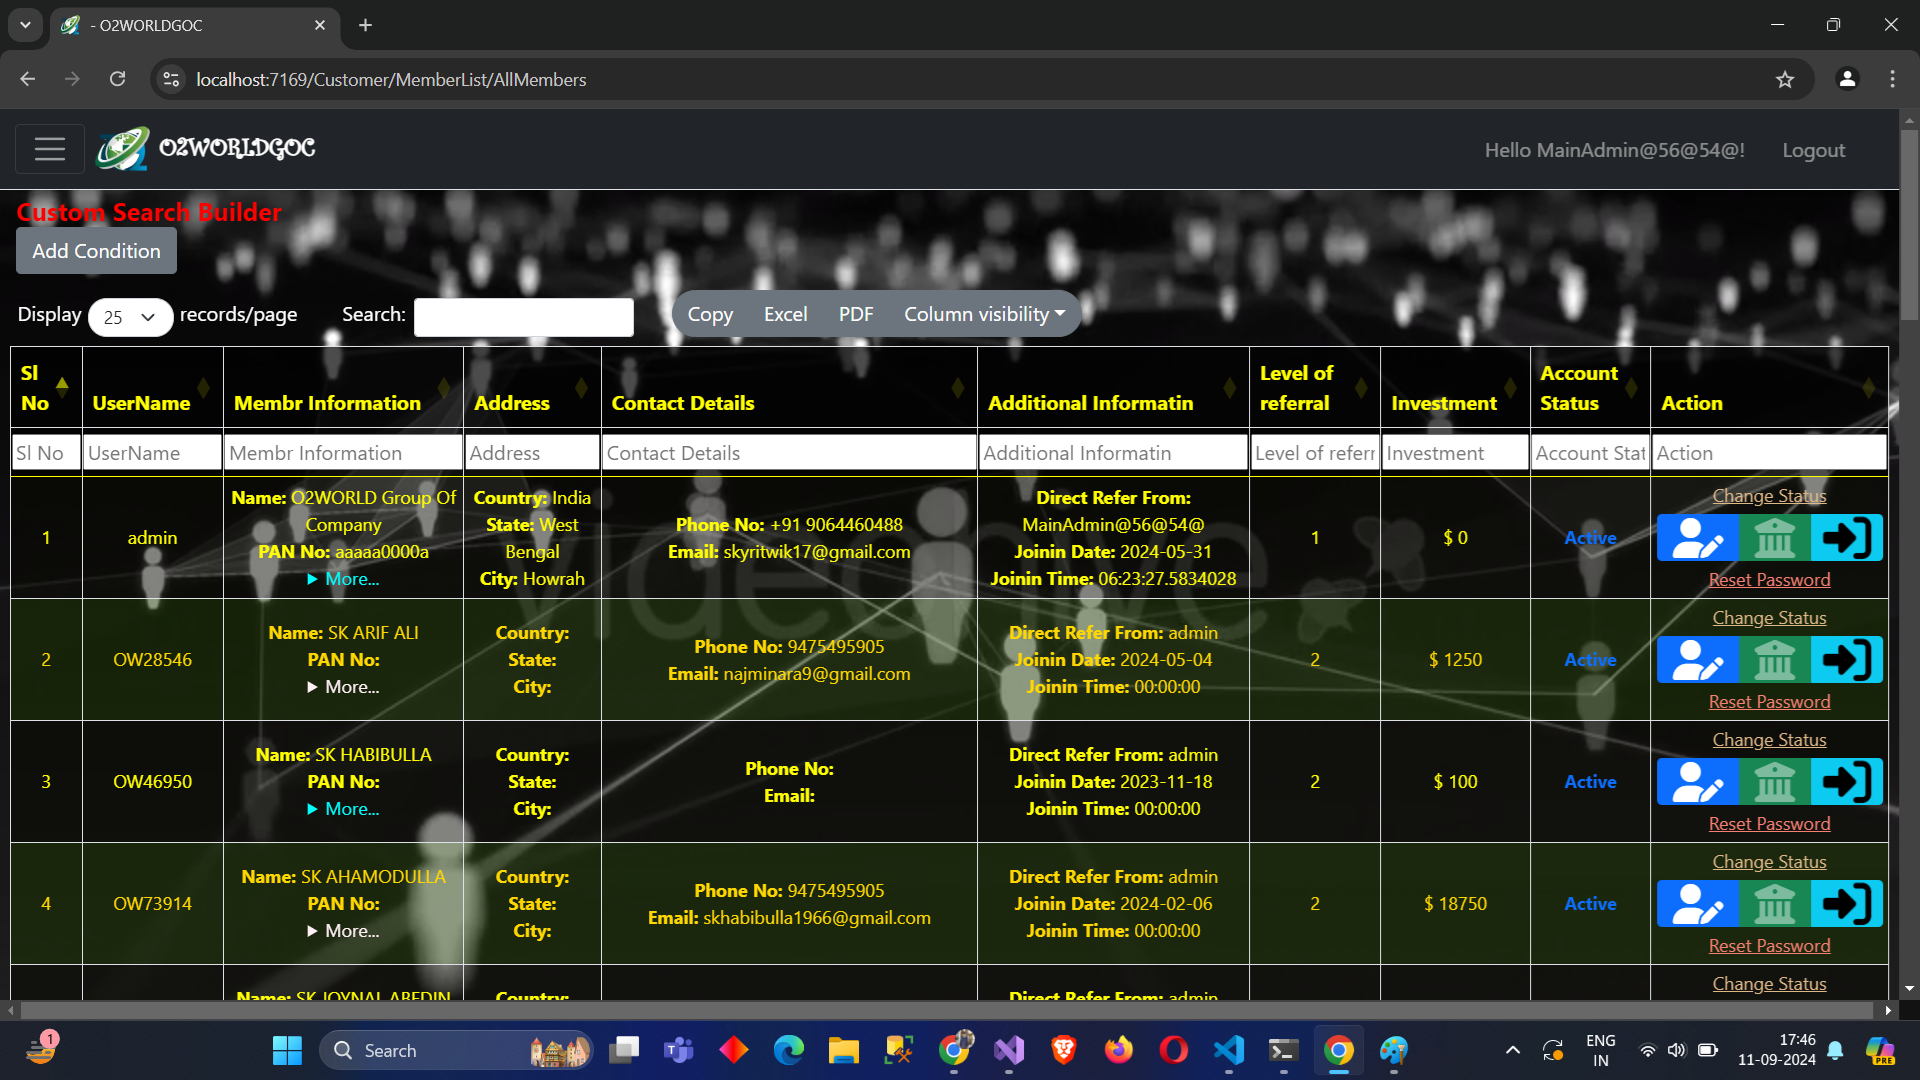 - O2WORLDGOC
localhost:7169/Customer/MemberList/AllMembers
O2WORLDGOC
Hello MainAdmin@56@54@!
Logout
Custom Search Builder
Add Condition
Display 25 records/page
Search:
Copy Excel PDF Column visibility
Sl No UserName Membr Information Address Contact Details Additional Informatin Level of referral Investment Account Status Action
Sl No UserName Membr Information Address Contact Details Additional Informatin Level of referr Investment Account Stat Action
1
admin
Name: O2WORLD Group Of
Company
PAN No: aaaaa0000a
More...
Country: India
State: West
Bengal
City: Howrah
Phone No: +91 9064460488
Email: skyritwik17@gmail.com
Direct Refer From:
MainAdmin@56@54@
Joinin Date: 2024-05-31
Joinin Time: 06:23:27.5834028
1
$ 0
Active
Change Status
Reset Password
2
OW28546
Name: SK ARIF ALI
PAN No:
More...
Country:
State:
City:
Phone No: 9475495905
Email: najminara9@gmail.com
Direct Refer From: admin
Joinin Date: 2024-05-04
Joinin Time: 00:00:00
2
$ 1250
Active
Change Status
Reset Password
3
OW46950
Name: SK HABIBULLA
PAN No:
More...
Country:
State:
City:
Phone No:
Email:
Direct Refer From: admin
Joinin Date: 2023-11-18
Joinin Time: 00:00:00
2
$ 100
Active
Change Status
Reset Password
4
OW73914
Name: SK AHAMODULLA
PAN No:
More...
Country:
State:
City:
Phone No: 9475495905
Email: skhabibulla1966@gmail.com
Direct Refer From: admin
Joinin Date: 2024-02-06
Joinin Time: 00:00:00
2
$ 18750
Active
Change Status
Reset Password
Name: SK JOYNAL ABEDIN
Country:
Direct Refer From: admin
Change Status
videohive
1
Search
ENG
IN
17:46
11-09-2024
PRE